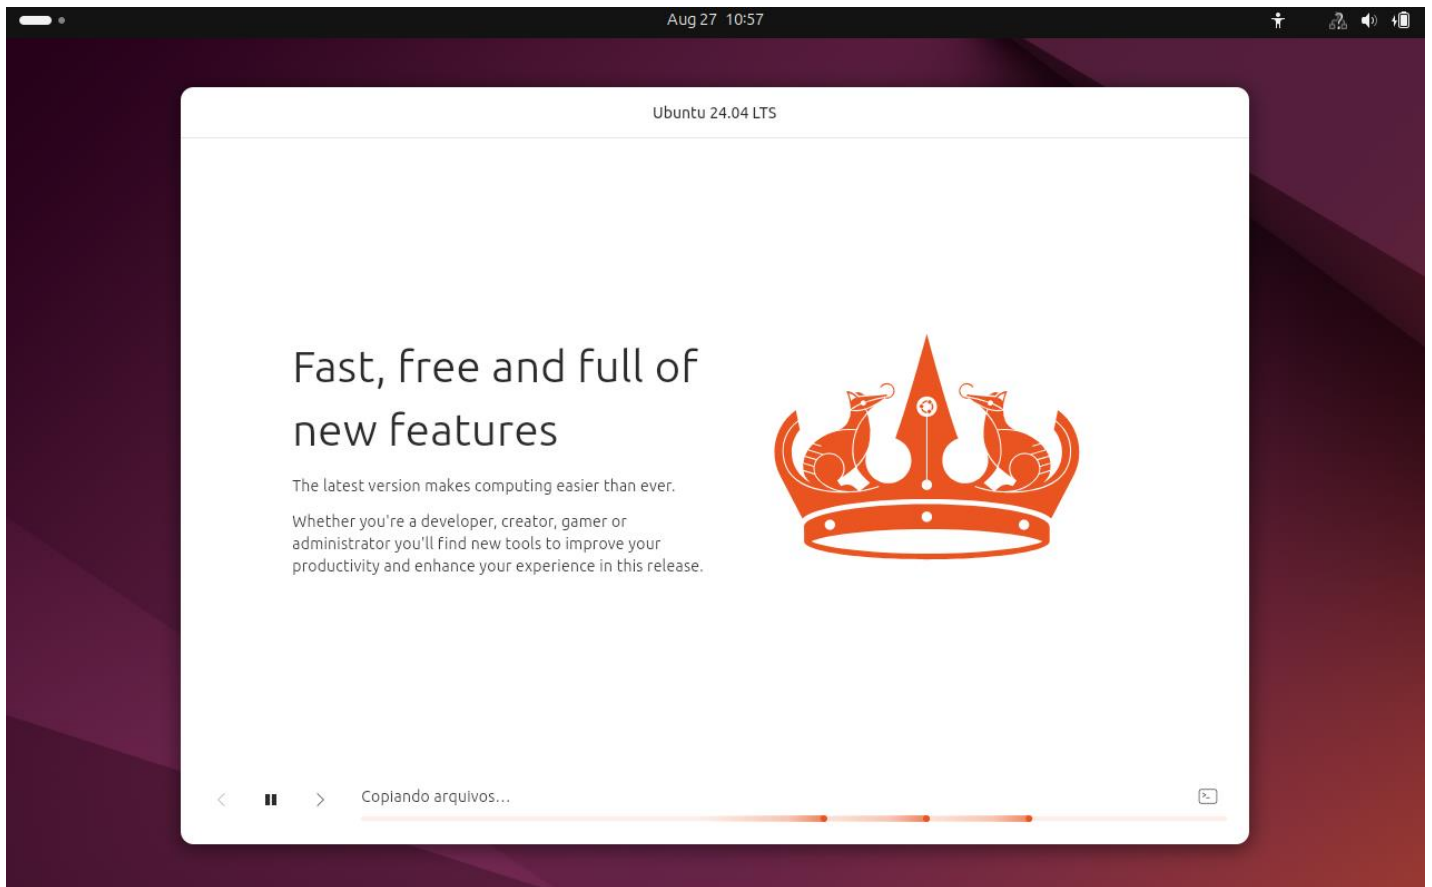 Aug 27 10:57
Ubuntu 24.04 LTS
Fast, free and full of
new features
The latest version makes computing easier than ever.
Whether you're a developer, creator, gamer or
administrator you'll find new tools to improve your
productivity and enhance your experience in this release.
Copiando arquivos...